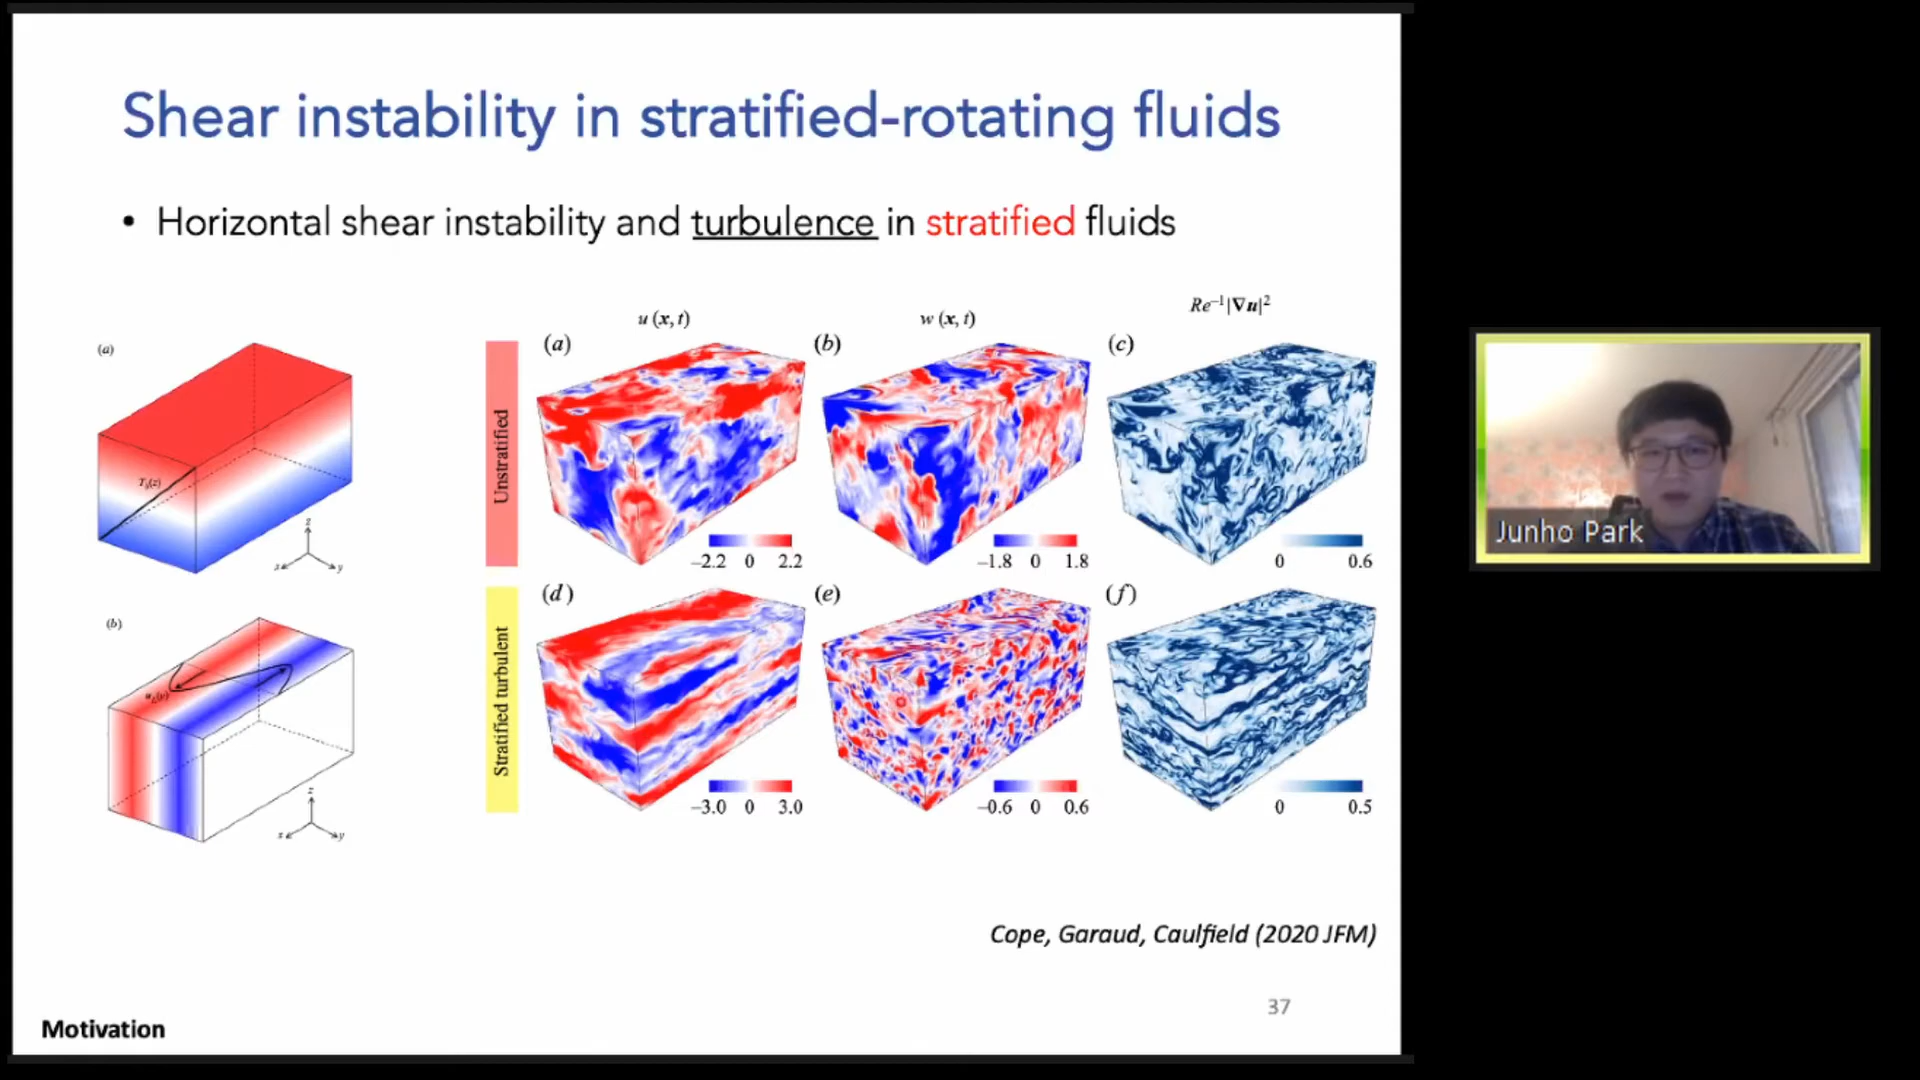 Shear instability in stratified-rotating fluids
• Horizontal shear instability and turbulence in stratified fluids
(a)
T_b(z)
z
x
y
(b)
u_L(y)
z
x
y
u (x, t)
w (x, t)
Re⁻¹|∇u|²
Unstratified
(a)
−2.2 0 2.2
(b)
−1.8 0 1.8
(c)
0 0.6
Stratified turbulent
(d)
−3.0 0 3.0
(e)
−0.6 0 0.6
(f)
0 0.5
Cope, Garaud, Caulfield (2020 JFM)
37
Motivation
Junho Park